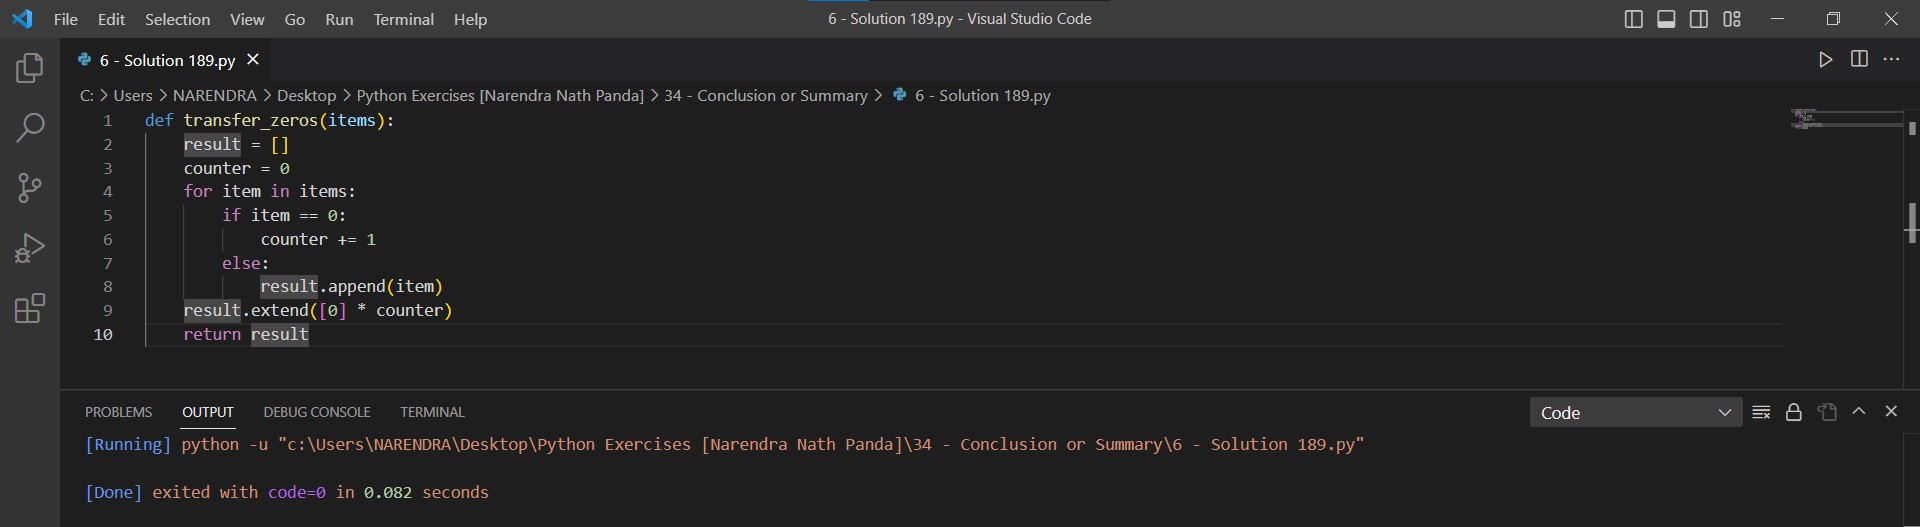 File Edit Selection View Go Run Terminal Help 6 - Solution 189.py - Visual Studio Code
6 - Solution 189.py
C: > Users > NARENDRA > Desktop > Python Exercises [Narendra Nath Panda] > 34 - Conclusion or Summary > 6 - Solution 189.py
1 def transfer_zeros(items):
2 result = []
3 counter = 0
4 for item in items:
5 if item == 0:
6 counter += 1
7 else:
8 result.append(item)
9 result.extend([0] * counter)
10 return result
PROBLEMS OUTPUT DEBUG CONSOLE TERMINAL Code
[Running] python -u "c:\Users\NARENDRA\Desktop\Python Exercises [Narendra Nath Panda]\34 - Conclusion or Summary\6 - Solution 189.py"
[Done] exited with code=0 in 0.082 seconds